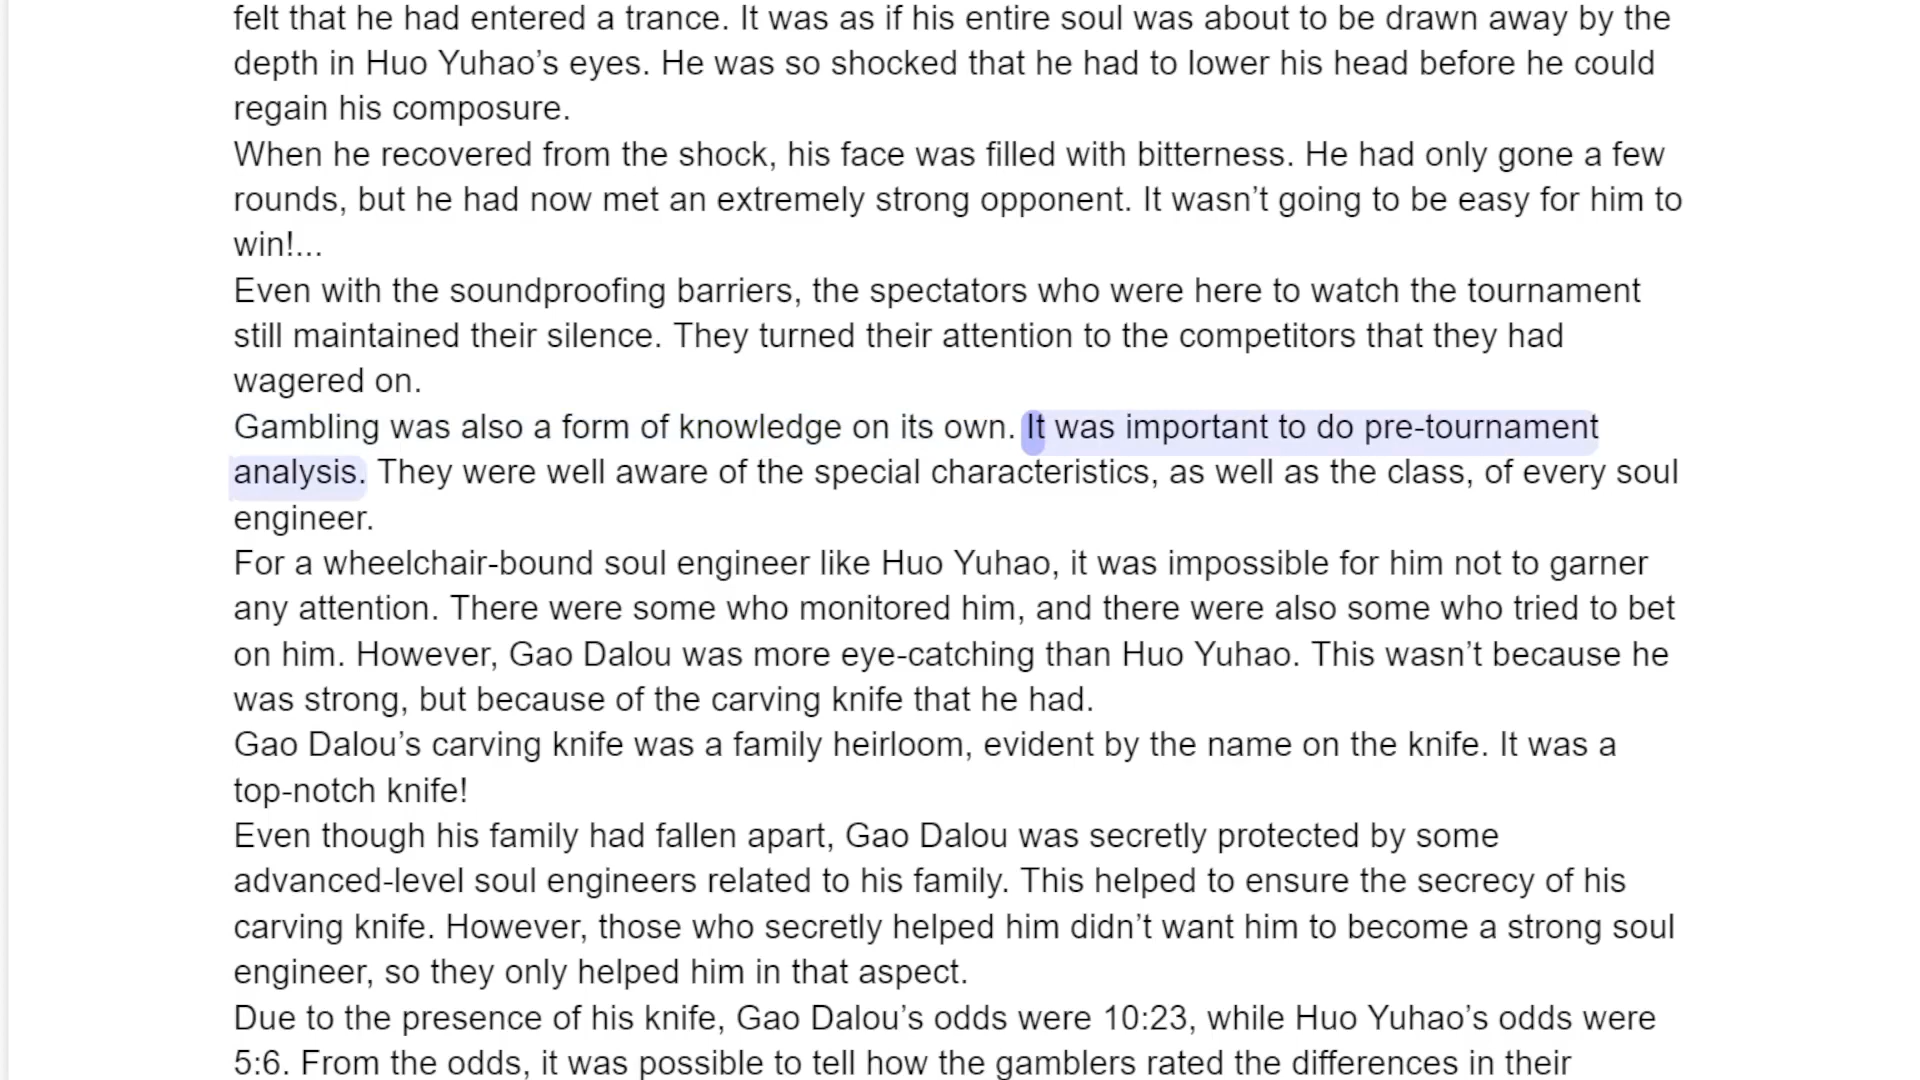 felt that he had entered a trance. It was as if his entire soul was about to be drawn away by the
depth in Huo Yuhao’s eyes. He was so shocked that he had to lower his head before he could
regain his composure.
When he recovered from the shock, his face was filled with bitterness. He had only gone a few
rounds, but he had now met an extremely strong opponent. It wasn’t going to be easy for him to
win!...
Even with the soundproofing barriers, the spectators who were here to watch the tournament
still maintained their silence. They turned their attention to the competitors that they had
wagered on.
Gambling was also a form of knowledge on its own. It was important to do pre-tournament
analysis. They were well aware of the special characteristics, as well as the class, of every soul
engineer.
For a wheelchair-bound soul engineer like Huo Yuhao, it was impossible for him not to garner
any attention. There were some who monitored him, and there were also some who tried to bet
on him. However, Gao Dalou was more eye-catching than Huo Yuhao. This wasn’t because he
was strong, but because of the carving knife that he had.
Gao Dalou’s carving knife was a family heirloom, evident by the name on the knife. It was a
top-notch knife!
Even though his family had fallen apart, Gao Dalou was secretly protected by some
advanced-level soul engineers related to his family. This helped to ensure the secrecy of his
carving knife. However, those who secretly helped him didn’t want him to become a strong soul
engineer, so they only helped him in that aspect.
Due to the presence of his knife, Gao Dalou’s odds were 10:23, while Huo Yuhao’s odds were
5:6. From the odds, it was possible to tell how the gamblers rated the differences in their